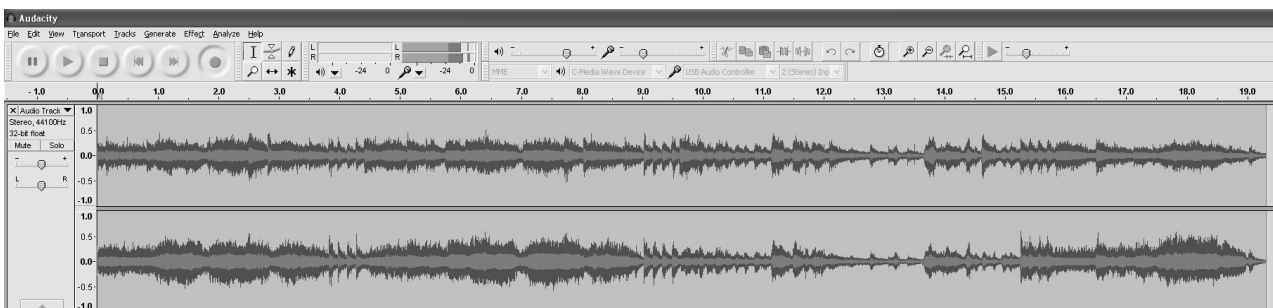 Audacity
File Edit View Transport Tracks Generate Effect Analyze Help
L
R
-24 0
L
R
-24 0
- + - +
- +
MME C-Media Wave Device USB Audio Controller 2 (Stereo) Inp
- 1.0 0.0 1.0 2.0 3.0 4.0 5.0 6.0 7.0 8.0 9.0 10.0 11.0 12.0 13.0 14.0 15.0 16.0 17.0 18.0 19.0
X Audio Track
Stereo, 44100Hz
32-bit float
Mute Solo
- +
L R
1.0
0.5
0.0
-0.5
-1.0
1.0
0.5
0.0
-0.5
-1.0